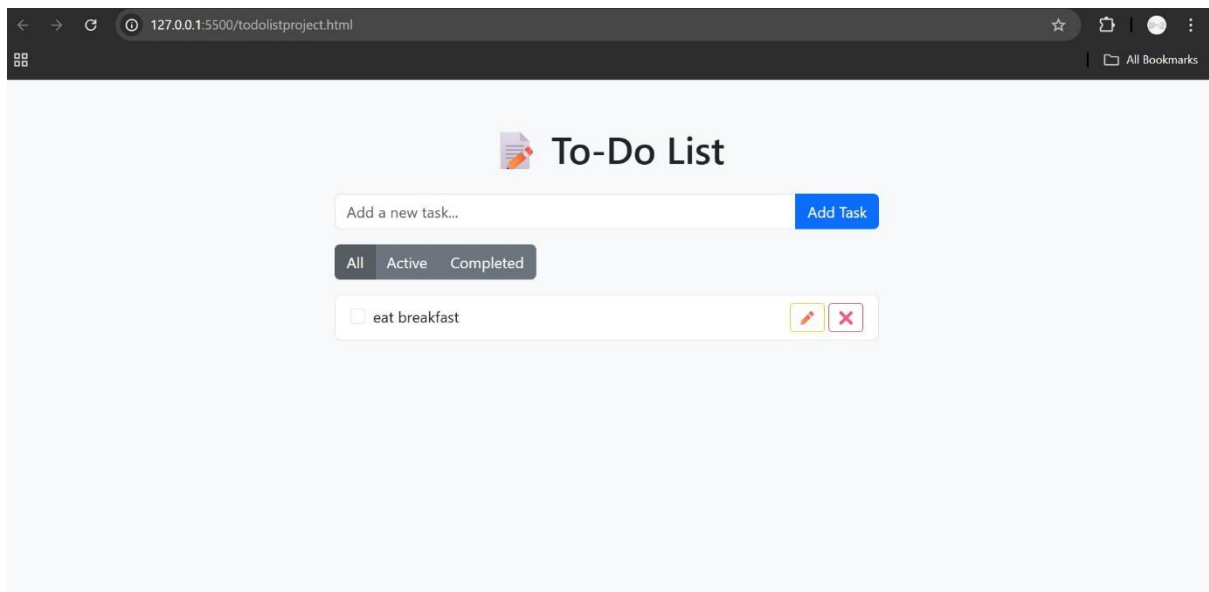 127.0.0.1:5500/todolistproject.html
All Bookmarks
To-Do List
Add a new task...
Add Task
All Active Completed
eat breakfast